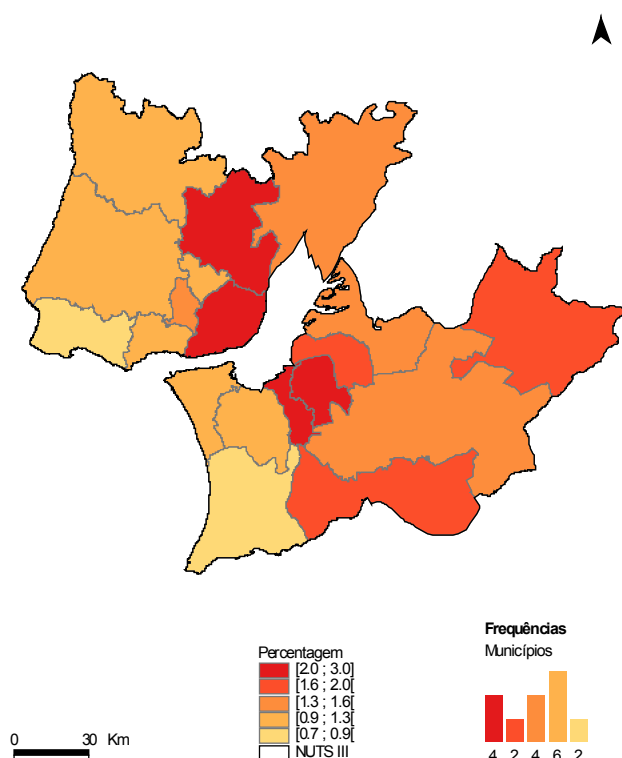 Percentagem
[2.0 ; 3.0]
[1.6 ; 2.0[
[1.3 ; 1.6[
[0.9 ; 1.3[
[0.7 ; 0.9[
NUTS III
0 30 Km
Frequências
Municípios
4 2 4 6 2